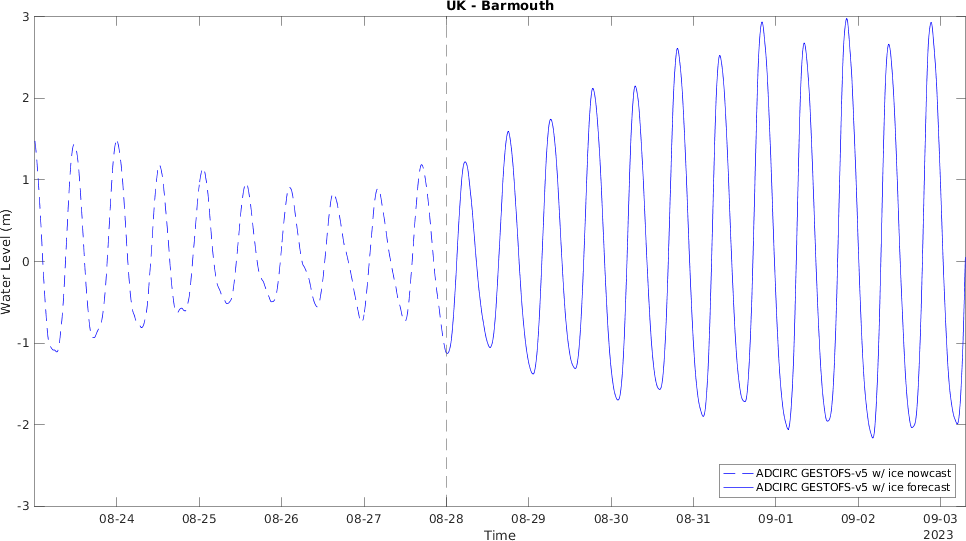 UK - Barmouth
3
2
1
0
-1
-2
-3
Water Level (m)
ADCIRC GESTOFS-v5 w/ ice nowcast
ADCIRC GESTOFS-v5 w/ ice forecast
08-24 08-25 08-26 08-27 08-28 08-29 08-30 08-31 09-01 09-02 09-03
Time
2023